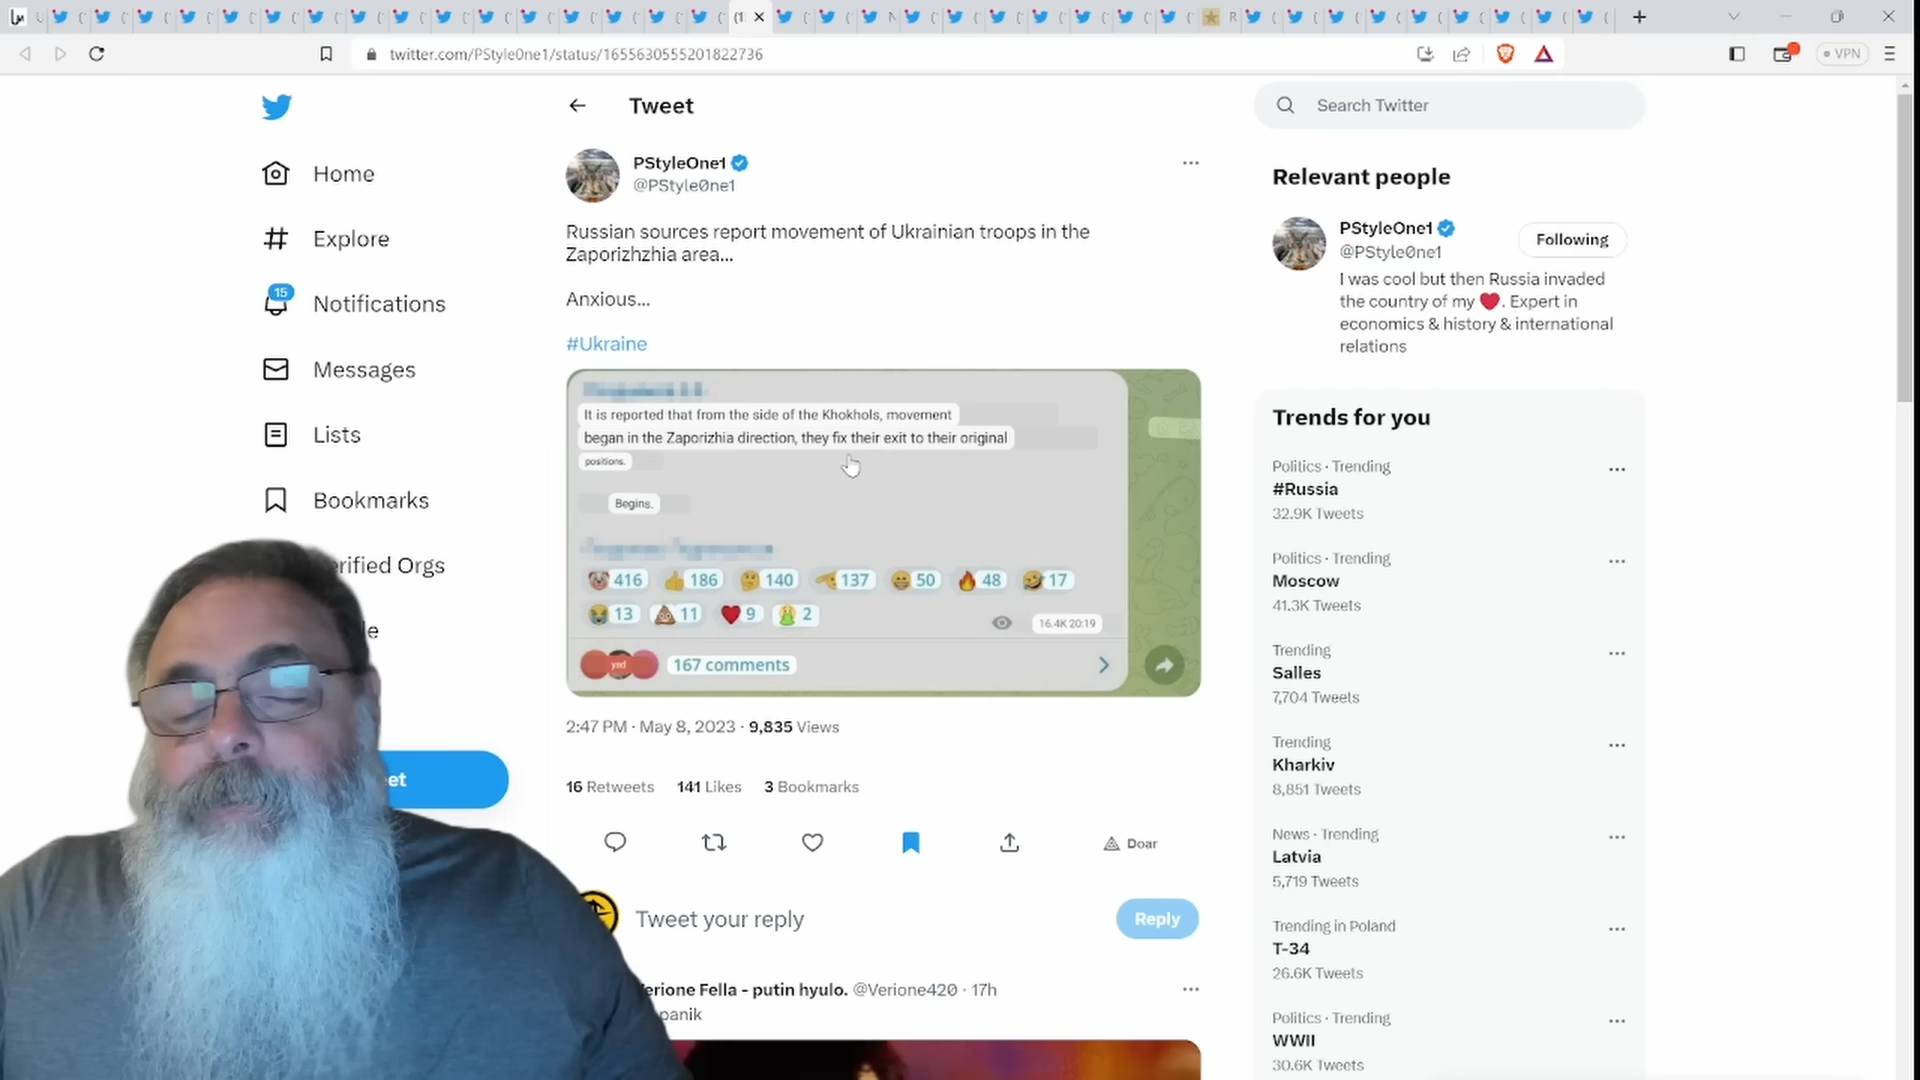 twitter.com/PStyle0ne1/status/1655630555201822736
VPN
Tweet
Search Twitter
Home
Explore
15
Notifications
Messages
Lists
Bookmarks
erified Orgs
le
et
PStyleOne1
@PStyle0ne1
Russian sources report movement of Ukrainian troops in the
Zaporizhzhia area...
Anxious...
#Ukraine
It is reported that from the side of the Khokhols, movement
began in the Zaporizhia direction, they fix their exit to their original
positions.
Begins.
416 186 140 137 50 48 17
13 11 9 2
16.4K 20:19
167 comments
2:47 PM · May 8, 2023 · 9,835 Views
16 Retweets 141 Likes 3 Bookmarks
Doar
Tweet your reply
Reply
erione Fella - putin hyulo. @Verione420 · 17h
panik
Relevant people
PStyleOne1
@PStyle0ne1
Following
I was cool but then Russia invaded
the country of my ❤️. Expert in
economics & history & international
relations
Trends for you
Politics · Trending
#Russia
32.9K Tweets
Politics · Trending
Moscow
41.3K Tweets
Trending
Salles
7,704 Tweets
Trending
Kharkiv
8,851 Tweets
News · Trending
Latvia
5,719 Tweets
Trending in Poland
T-34
26.6K Tweets
Politics · Trending
WWII
30.6K Tweets